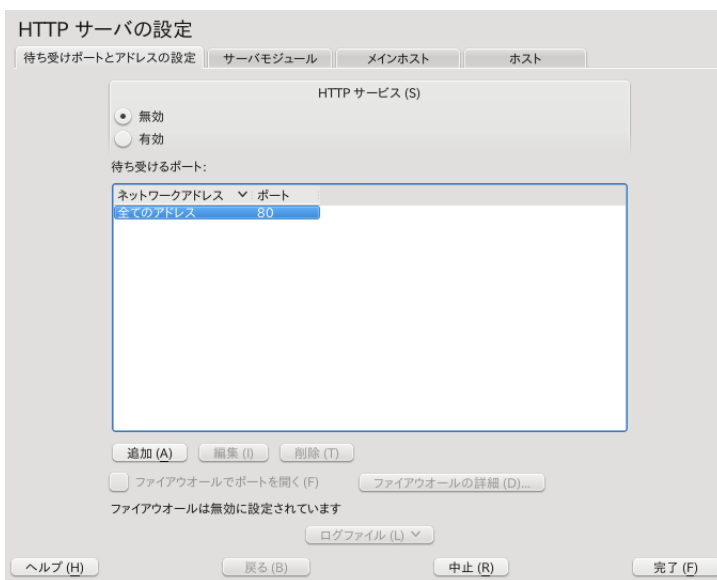 HTTP サーバの設定
待ち受けポートとアドレスの設定 サーバモジュール メインホスト ホスト
HTTP サービス (S)
無効
有効
待ち受けるポート:
ネットワークアドレス ポート
全てのアドレス 80
追加 (A) 編集 (I) 削除 (T)
ファイアウオールでポートを開く (F) ファイアウオールの詳細 (D)...
ファイアウオールは無効に設定されています
ログファイル (L)
ヘルプ (H) 戻る (B) 中止 (R) 完了 (F)